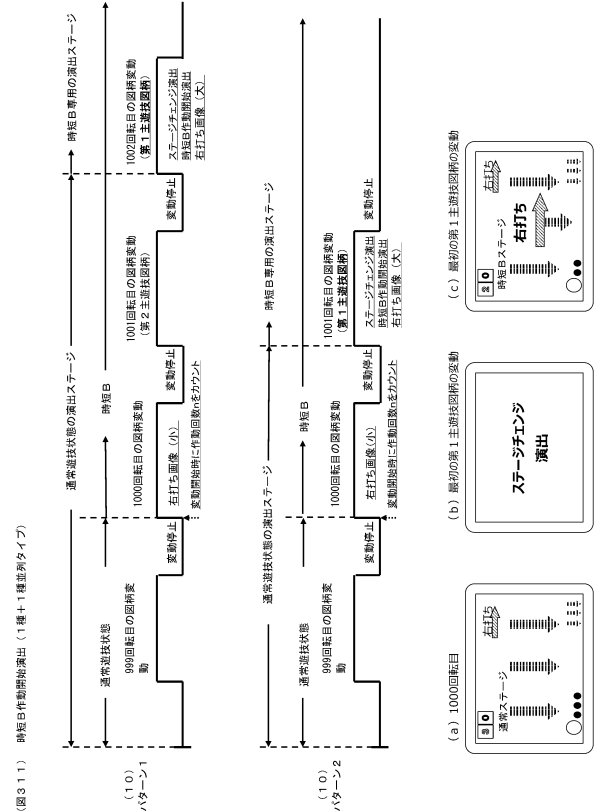 (図311)　時短B作動開始演出(1種+1種並列タイプ)
(10)
パターン1
通常遊技状態の演出ステージ
時短B専用の演出ステージ
通常遊技状態
時短B
999回転目の図柄変
動
変動停止
1000回転目の図柄変動
右打ち画像(小)
変動開始時に作動回数nをカウント
変動停止
1001回転目の図柄変動
(第2主遊技図柄)
変動停止
1002回転目の図柄変動
(第1主遊技図柄)
ステージチェンジ演出
時短B作動開始演出
右打ち画像(大)
(10)
パターン2
通常遊技状態の演出ステージ
時短B専用の演出ステージ
通常遊技状態
時短B
999回転目の図柄変
動
変動停止
1000回転目の図柄変動
右打ち画像(小)
変動開始時に作動回数nをカウント
変動停止
1001回転目の図柄変動
(第1主遊技図柄)
ステージチェンジ演出
時短B作動開始演出
右打ち画像(大)
変動停止
(a)1000回転目
3 0
通常ステージ
右打ち
(b)最初の第1主遊技図柄の変動
ステージチェンジ
演出
(c)最初の第1主遊技図柄の変動
2 0
時短Bステージ
右打ち
右打ち